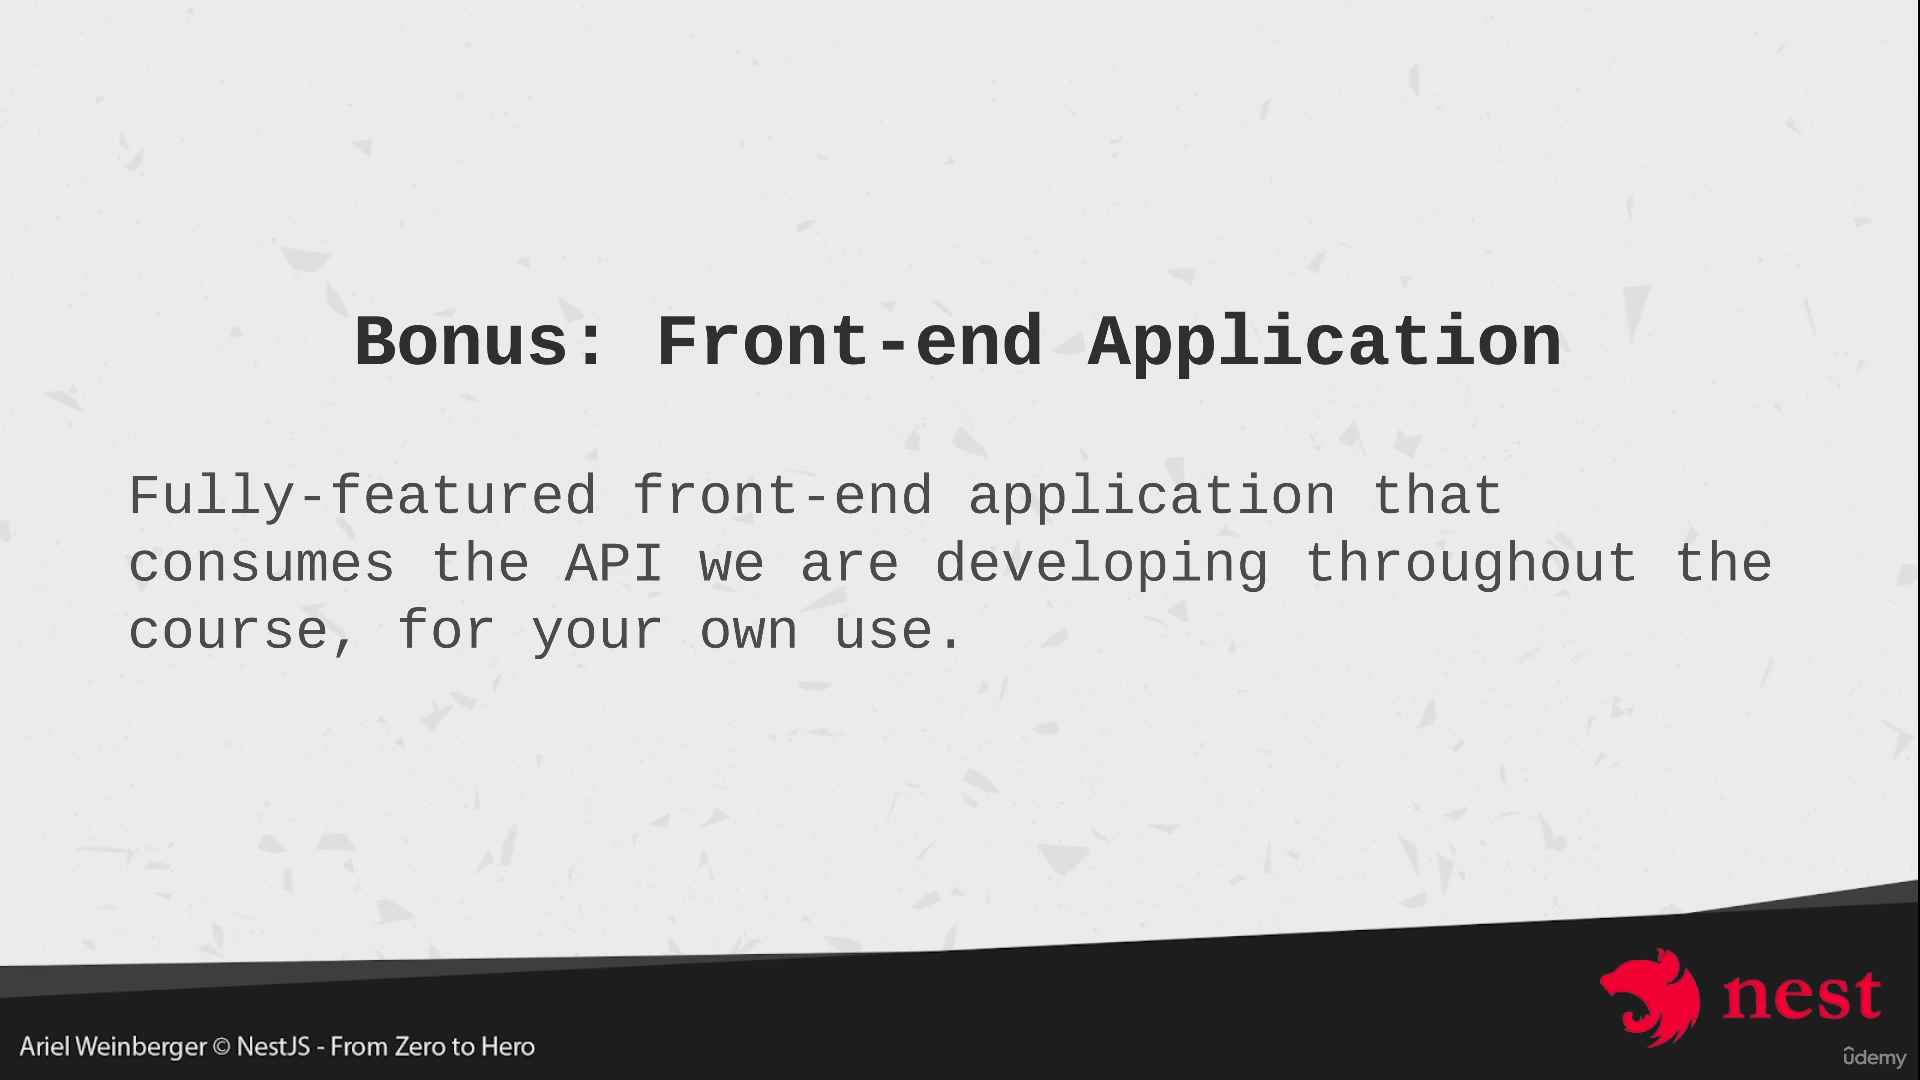 Bonus: Front-end Application
Fully-featured front-end application that
consumes the API we are developing throughout the
course, for your own use.
nest
Ariel Weinberger © NestJS - From Zero to Hero
ûdemy